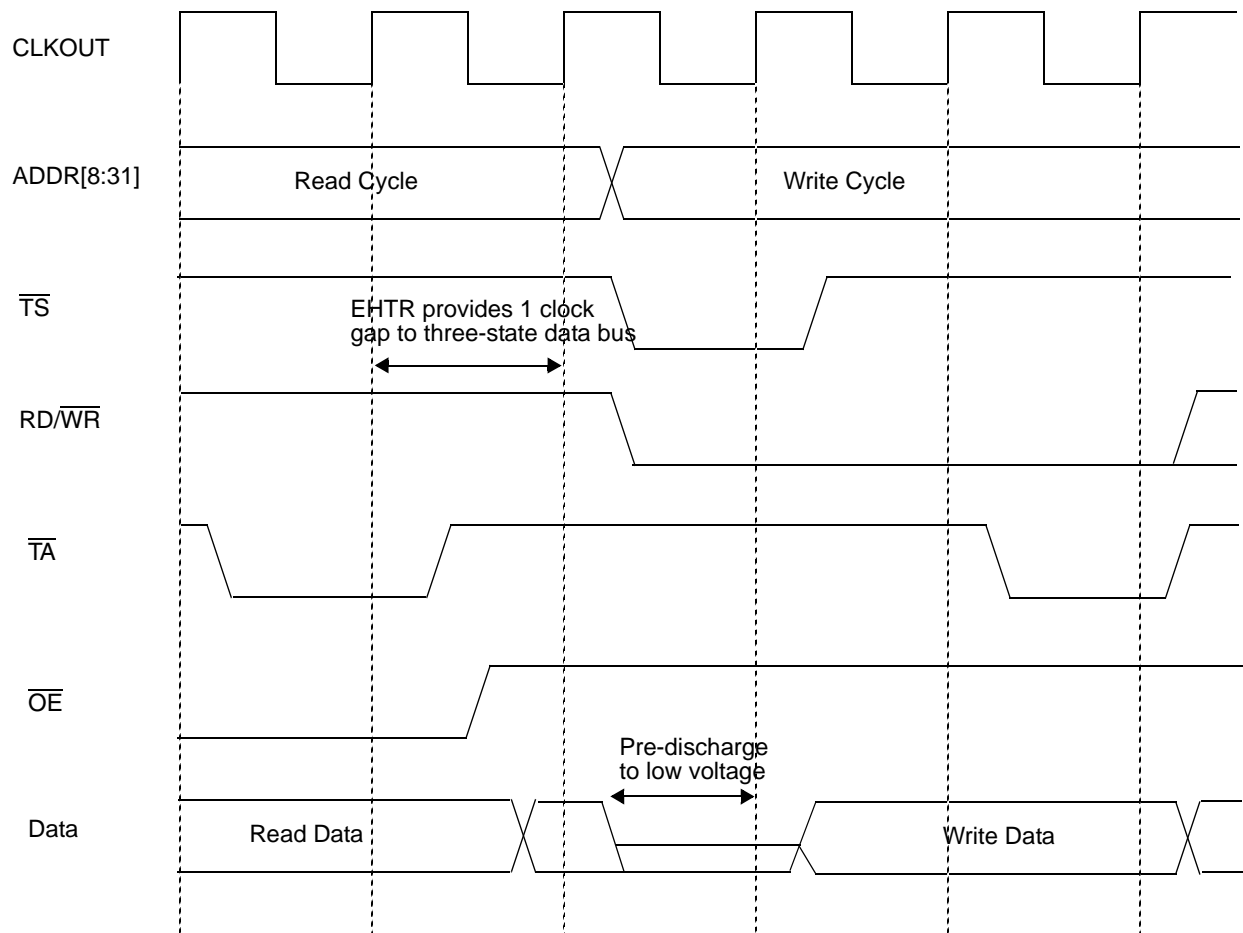 CLKOUT
ADDR[8:31]
Read Cycle
Write Cycle
TS
EHTR provides 1 clock
gap to three-state data bus
RD/WR
TA
OE
Pre-discharge
to low voltage
Data
Read Data
Write Data